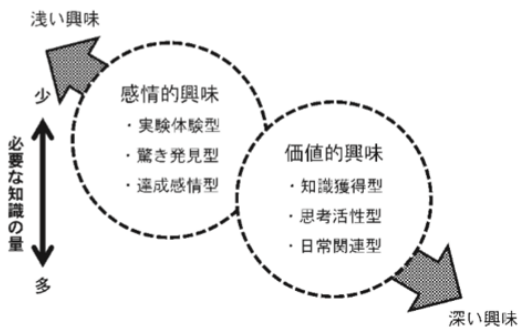 浅い興味
少
必要な知識の量
多
感情的興味
・実験体験型
・驚き発見型
・達成感情型
価値的興味
・知識獲得型
・思考活性型
・日常関連型
深い興味